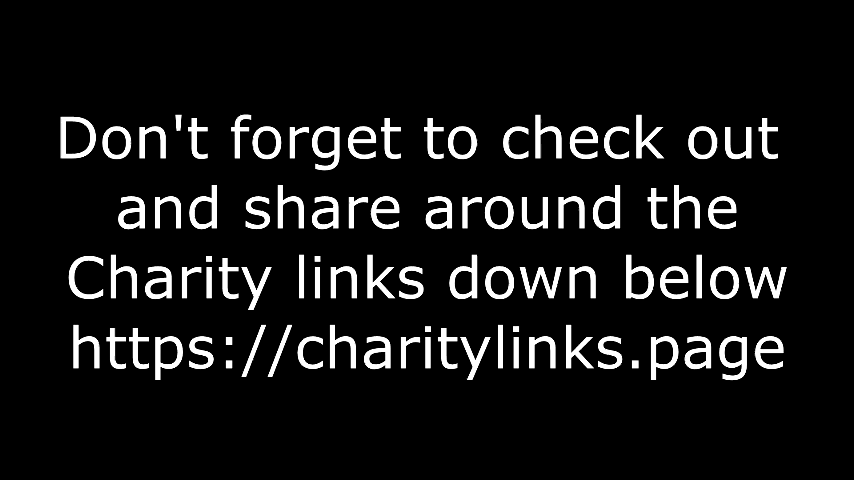 Don't forget to check out
and share around the
Charity links down below
https://charitylinks.page